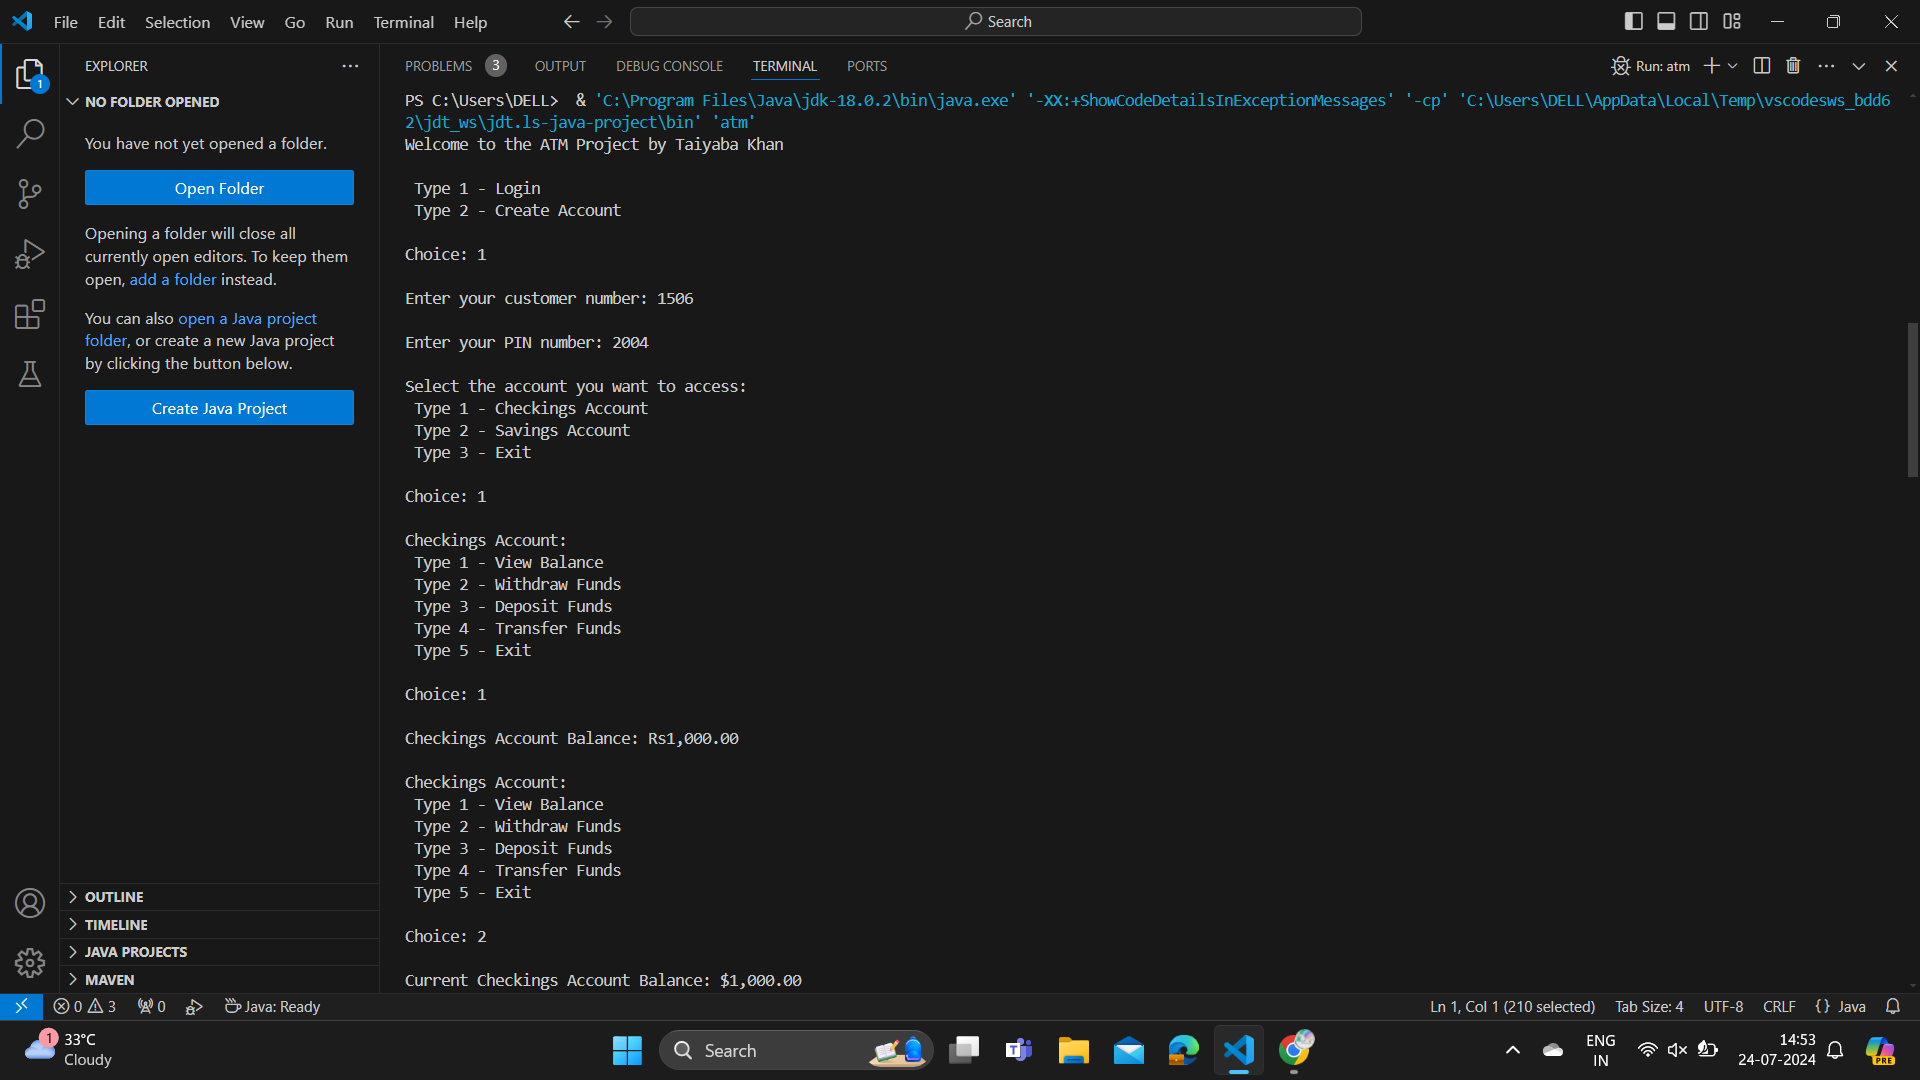 File Edit Selection View Go Run Terminal Help
Search
EXPLORER
PROBLEMS 3 OUTPUT DEBUG CONSOLE TERMINAL PORTS
Run: atm
1
NO FOLDER OPENED
You have not yet opened a folder.
Open Folder
Opening a folder will close all
currently open editors. To keep them
open, add a folder instead.
You can also open a Java project
folder, or create a new Java project
by clicking the button below.
Create Java Project
OUTLINE
TIMELINE
JAVA PROJECTS
MAVEN
PS C:\Users\DELL>  & 'C:\Program Files\Java\jdk-18.0.2\bin\java.exe' '-XX:+ShowCodeDetailsInExceptionMessages' '-cp' 'C:\Users\DELL\AppData\Local\Temp\vscodesws_bdd6
2\jdt_ws\jdt.ls-java-project\bin' 'atm'
Welcome to the ATM Project by Taiyaba Khan
Type 1 - Login
Type 2 - Create Account
Choice: 1
Enter your customer number: 1506
Enter your PIN number: 2004
Select the account you want to access:
Type 1 - Checkings Account
Type 2 - Savings Account
Type 3 - Exit
Choice: 1
Checkings Account:
Type 1 - View Balance
Type 2 - Withdraw Funds
Type 3 - Deposit Funds
Type 4 - Transfer Funds
Type 5 - Exit
Choice: 1
Checkings Account Balance: Rs1,000.00
Checkings Account:
Type 1 - View Balance
Type 2 - Withdraw Funds
Type 3 - Deposit Funds
Type 4 - Transfer Funds
Type 5 - Exit
Choice: 2
Current Checkings Account Balance: $1,000.00
0 3 0 Java: Ready
Ln 1, Col 1 (210 selected) Tab Size: 4 UTF-8 CRLF {} Java
1
33°C
Cloudy
Search
ENG
IN
14:53
24-07-2024
PRE